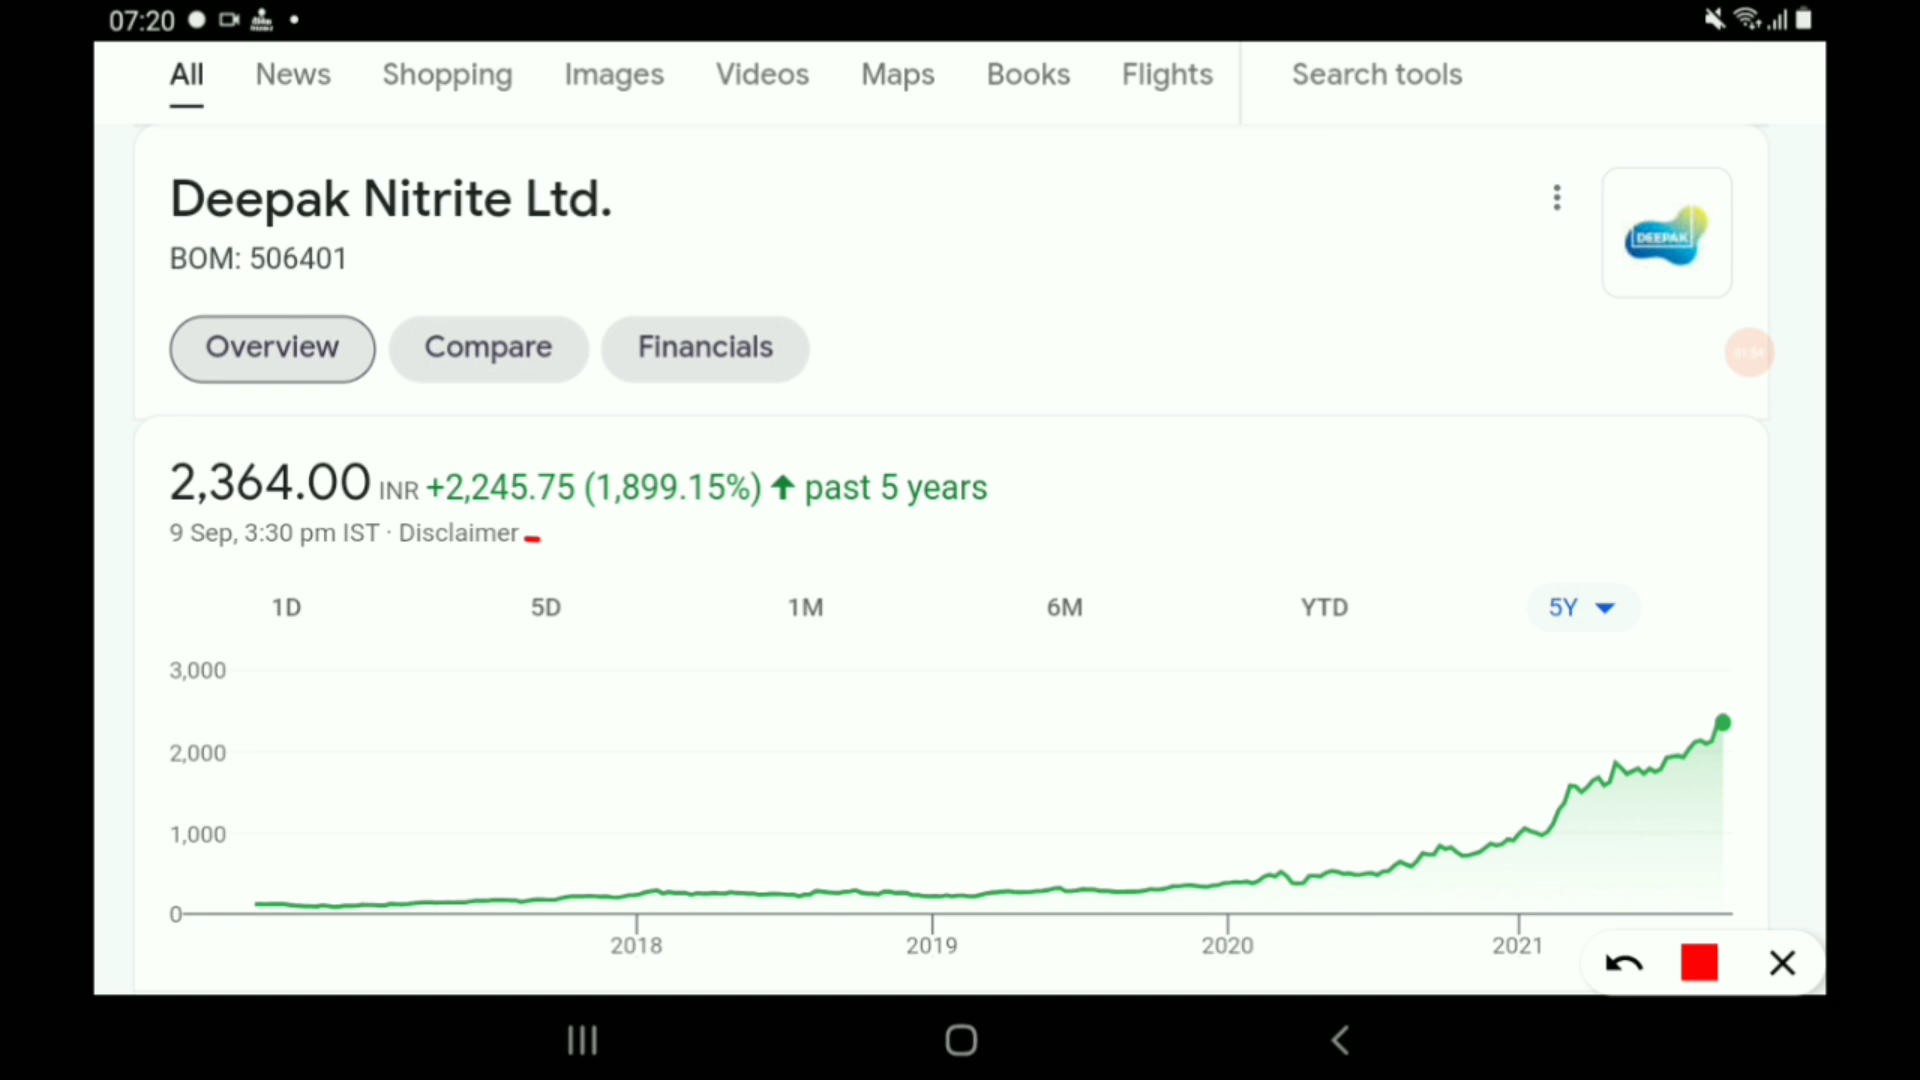 07:20
All News Shopping Images Videos Maps Books Flights Search tools
Deepak Nitrite Ltd.
BOM: 506401
DEEPAK
Overview Compare Financials
01:54
2,364.00 INR +2,245.75 (1,899.15%) ↑ past 5 years
9 Sep, 3:30 pm IST · Disclaimer
1D 5D 1M 6M YTD 5Y
3,000
2,000
1,000
0
2018 2019 2020 2021